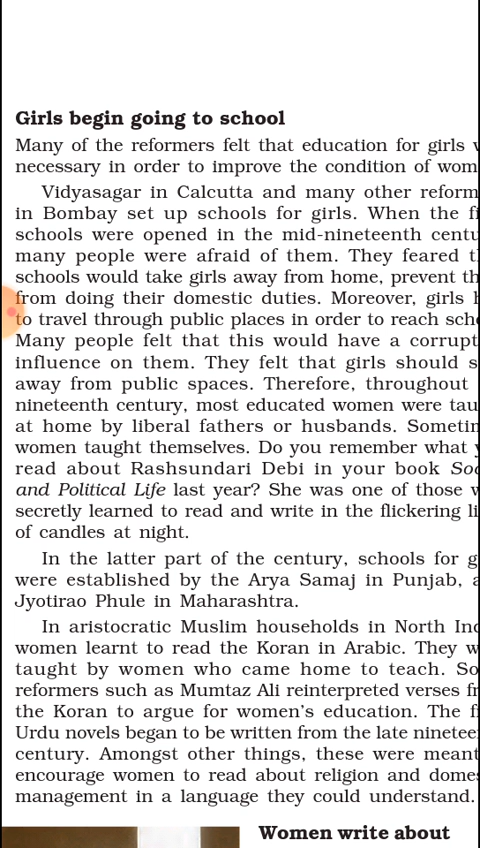 Girls begin going to school
Many of the reformers felt that education for girls
necessary in order to improve the condition of wom
Vidyasagar in Calcutta and many other reform
in Bombay set up schools for girls. When the fi
schools were opened in the mid-nineteenth centu
many people were afraid of them. They feared t
schools would take girls away from home, prevent th
from doing their domestic duties. Moreover, girls h
to travel through public places in order to reach sch
Many people felt that this would have a corrupt
influence on them. They felt that girls should s
away from public spaces. Therefore, throughout
nineteenth century, most educated women were tau
at home by liberal fathers or husbands. Sometim
women taught themselves. Do you remember what
read about Rashsundari Debi in your book Soc
and Political Life last year? She was one of those w
secretly learned to read and write in the flickering li
of candles at night.
In the latter part of the century, schools for g
were established by the Arya Samaj in Punjab, a
Jyotirao Phule in Maharashtra.
In aristocratic Muslim households in North Ind
women learnt to read the Koran in Arabic. They w
taught by women who came home to teach. So
reformers such as Mumtaz Ali reinterpreted verses fr
the Koran to argue for women’s education. The f
Urdu novels began to be written from the late ninetee
century. Amongst other things, these were meant
encourage women to read about religion and domes
management in a language they could understand.
Women write about